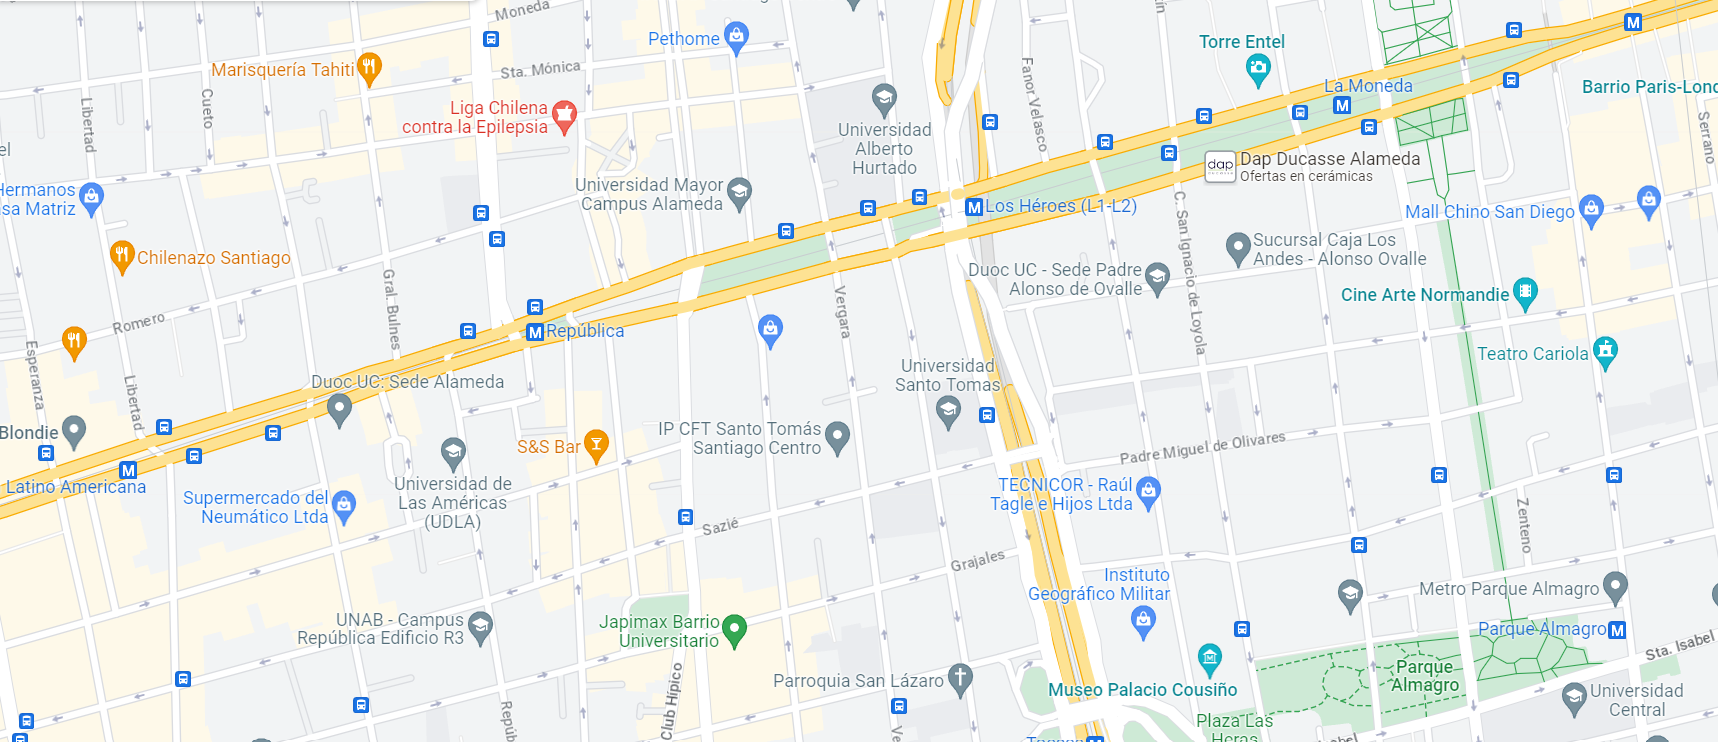 Moneda
Pethome
Torre Entel
Marisquería Tahiti
Sta. Mónica
Fanor Velasco
La Moneda
Barrio Paris-Lond
Libertad
Cueto
Liga Chilena
contra la Epilepsia
Universidad
Alberto
Hurtado
Serrano
dap
Dap Ducasse Alameda
Ofertas en cerámicas
el
Hermanos
sa Matriz
Universidad Mayor
Campus Alameda
Los Héroes (L1-L2)
Mall Chino San Diego
Chilenazo Santiago
Gral. Bulnes
Vergara
C. San Ignacio de Loyola
Sucursal Caja Los
Andes - Alonso Ovalle
Duoc UC - Sede Padre
Alonso de Ovalle
Cine Arte Normandie
Romero
República
Teatro Cariola
Esperanza
Libertad
Duoc UC: Sede Alameda
Universidad
Santo Tomas
Blondie
S&S Bar
IP CFT Santo Tomás
Santiago Centro
Padre Miguel de Olivares
Latino Americana
Supermercado del
Neumático Ltda
Universidad de
Las Américas
(UDLA)
TECNICOR - Raúl
Tagle e Hijos Ltda
Sazié
Zenteno
Grajales
Instituto
Geográfico Militar
Metro Parque Almagro
UNAB - Campus
República Edificio R3
Japimax Barrio
Universitario
Parque Almagro
Sta. Isabel
Parroquia San Lázaro
Museo Palacio Cousiño
Parque
Almagro
Universidad
Central
Club Hípico
Repúb
Ve
Plaza Las
Heras
Isabel